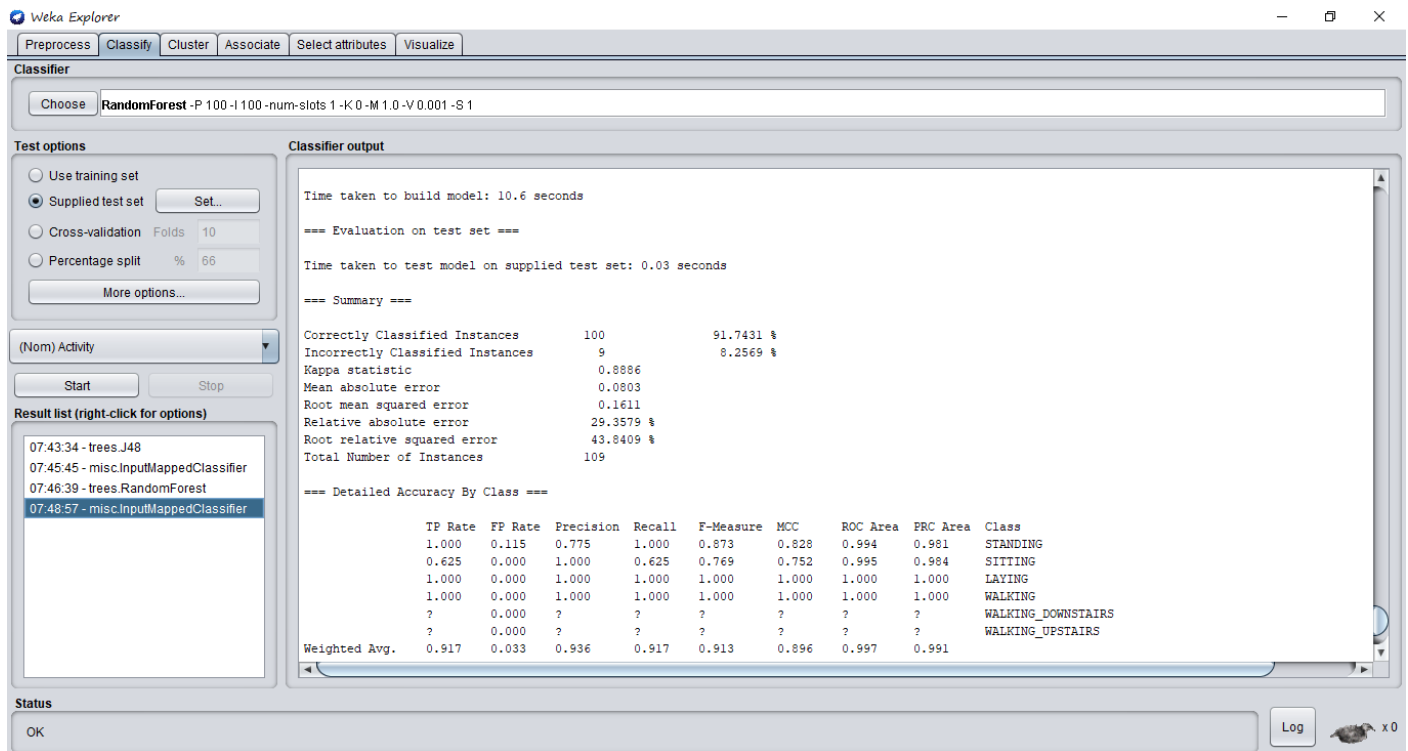 Weka Explorer
Preprocess Classify Cluster Associate Select attributes Visualize
Classifier
Choose RandomForest -P 100 -I 100 -num-slots 1 -K 0 -M 1.0 -V 0.001 -S 1
Test options
Use training set
Supplied test set Set...
Cross-validation Folds 10
Percentage split % 66
More options...
(Nom) Activity
Start Stop
Result list (right-click for options)
07:43:34 - trees.J48
07:45:45 - misc.InputMappedClassifier
07:46:39 - trees.RandomForest
07:48:57 - misc.InputMappedClassifier
Classifier output
Time taken to build model: 10.6 seconds
=== Evaluation on test set ===
Time taken to test model on supplied test set: 0.03 seconds
=== Summary ===
Correctly Classified Instances 100 91.7431 %
Incorrectly Classified Instances 9 8.2569 %
Kappa statistic 0.8886
Mean absolute error 0.0803
Root mean squared error 0.1611
Relative absolute error 29.3579 %
Root relative squared error 43.8409 %
Total Number of Instances 109
=== Detailed Accuracy By Class ===
TP Rate FP Rate Precision Recall F-Measure MCC ROC Area PRC Area Class
1.000 0.115 0.775 1.000 0.873 0.828 0.994 0.981 STANDING
0.625 0.000 1.000 0.625 0.769 0.752 0.995 0.984 SITTING
1.000 0.000 1.000 1.000 1.000 1.000 1.000 1.000 LAYING
1.000 0.000 1.000 1.000 1.000 1.000 1.000 1.000 WALKING
? 0.000 ? ? ? ? ? ? WALKING_DOWNSTAIRS
? 0.000 ? ? ? ? ? ? WALKING_UPSTAIRS
Weighted Avg. 0.917 0.033 0.936 0.917 0.913 0.896 0.997 0.991
Status
OK
Log x 0